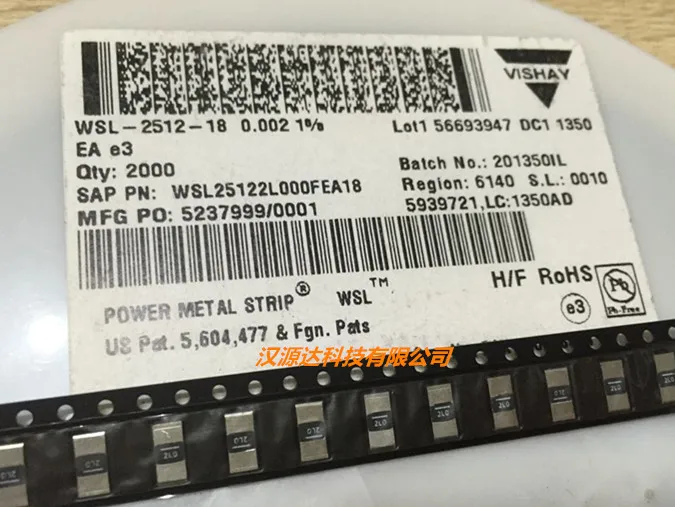 VISHAY
WSL-2512-18 0.002 1% Lot1 56693947 DC1 1350
EA e3
Qty: 2000 Batch No.: 201350IL
SAP PN: WSL25122L000FEA18 Region: 6140 S.L.: 0010
MFG PO: 5237999/0001 5939721,LC:1350AD
H/F RoHS
Pb
Pb-Free
e3
POWER METAL STRIP® WSL™
US Pat. 5,604,477 & Fgn. Pats
汉源达科技有限公司
2L0 2L0 2L0 2L0 2L0 2L0 2L0 2L0 2L0 2L0 2L0